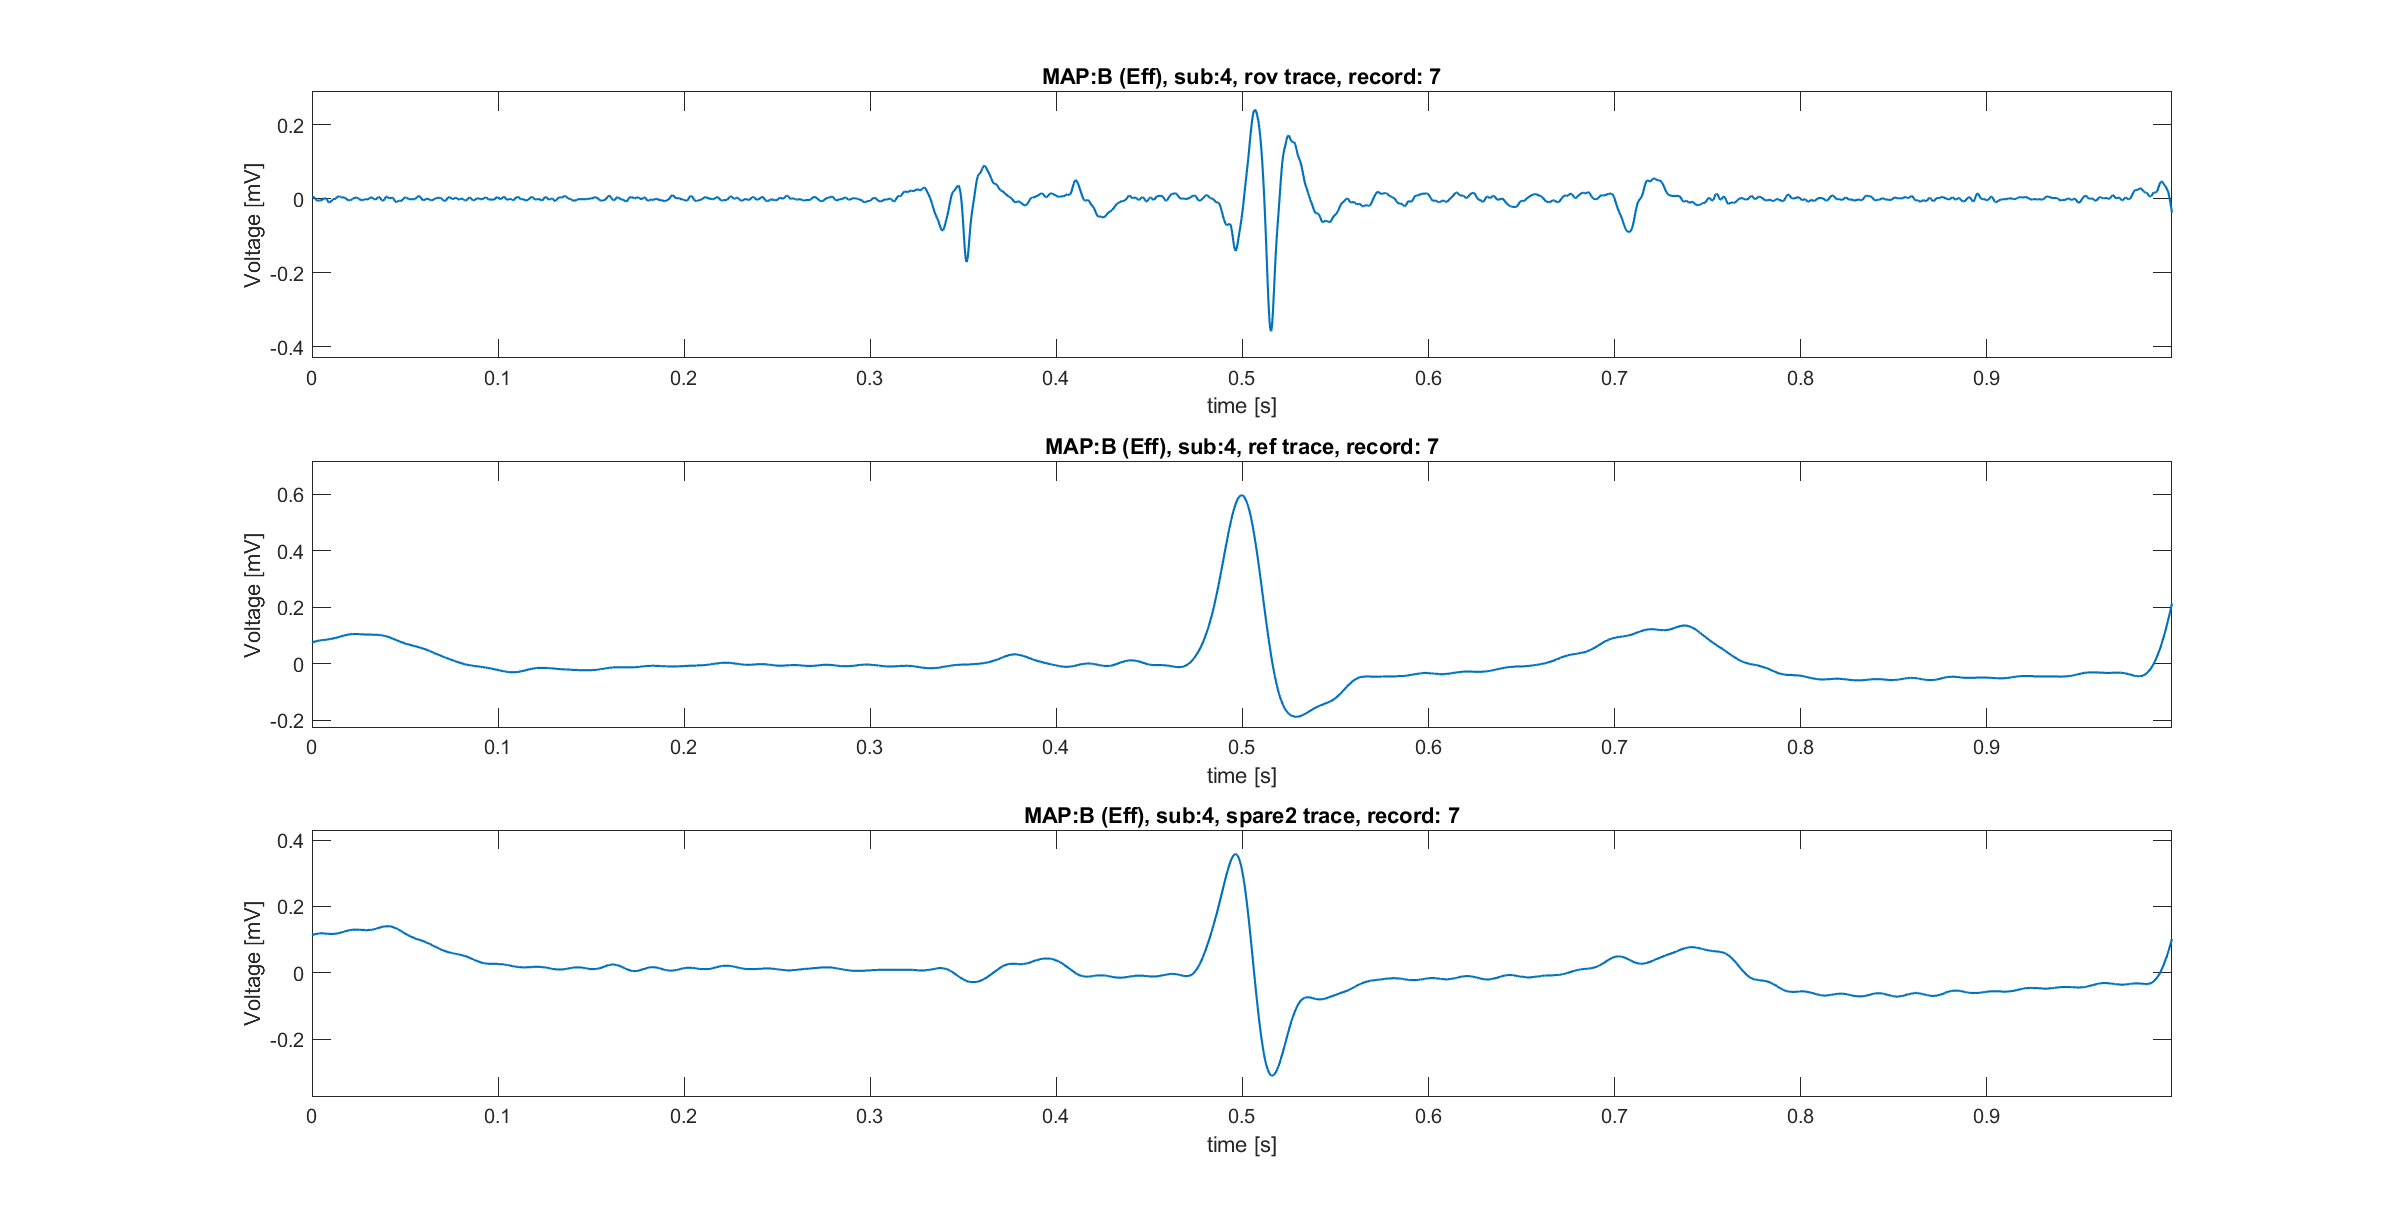 MAP:B (Eff), sub:4, rov trace, record: 7
Voltage [mV]
0.2
0
-0.2
-0.4
0 0.1 0.2 0.3 0.4 0.5 0.6 0.7 0.8 0.9
time [s]
MAP:B (Eff), sub:4, ref trace, record: 7
Voltage [mV]
0.6
0.4
0.2
0
-0.2
0 0.1 0.2 0.3 0.4 0.5 0.6 0.7 0.8 0.9
time [s]
MAP:B (Eff), sub:4, spare2 trace, record: 7
Voltage [mV]
0.4
0.2
0
-0.2
0 0.1 0.2 0.3 0.4 0.5 0.6 0.7 0.8 0.9
time [s]